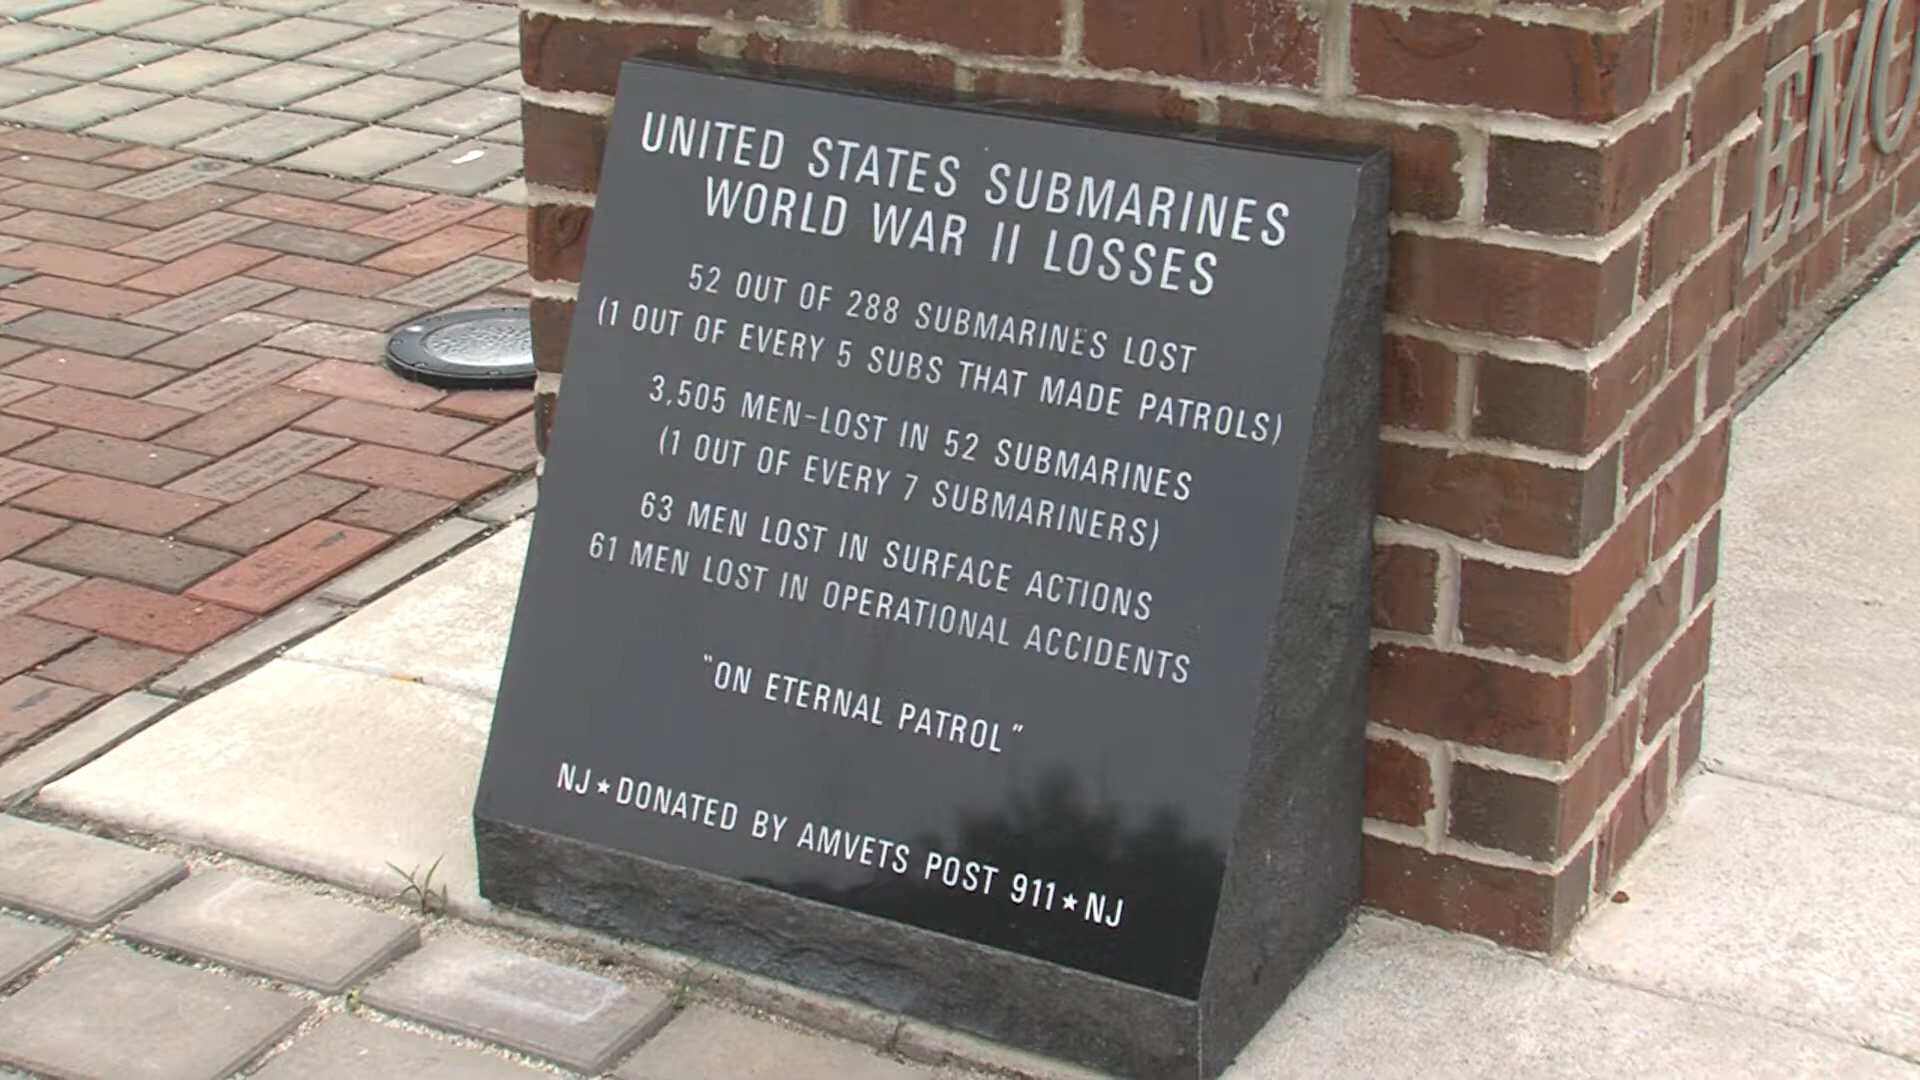 UNITED STATES SUBMARINES
WORLD WAR II LOSSES
52 OUT OF 288 SUBMARINES LOST
(1 OUT OF EVERY 5 SUBS THAT MADE PATROLS)
3,505 MEN-LOST IN 52 SUBMARINES
(1 OUT OF EVERY 7 SUBMARINERS)
63 MEN LOST IN SURFACE ACTIONS
61 MEN LOST IN OPERATIONAL ACCIDENTS
"ON ETERNAL PATROL"
NJ★DONATED BY AMVETS POST 911★NJ
EMO